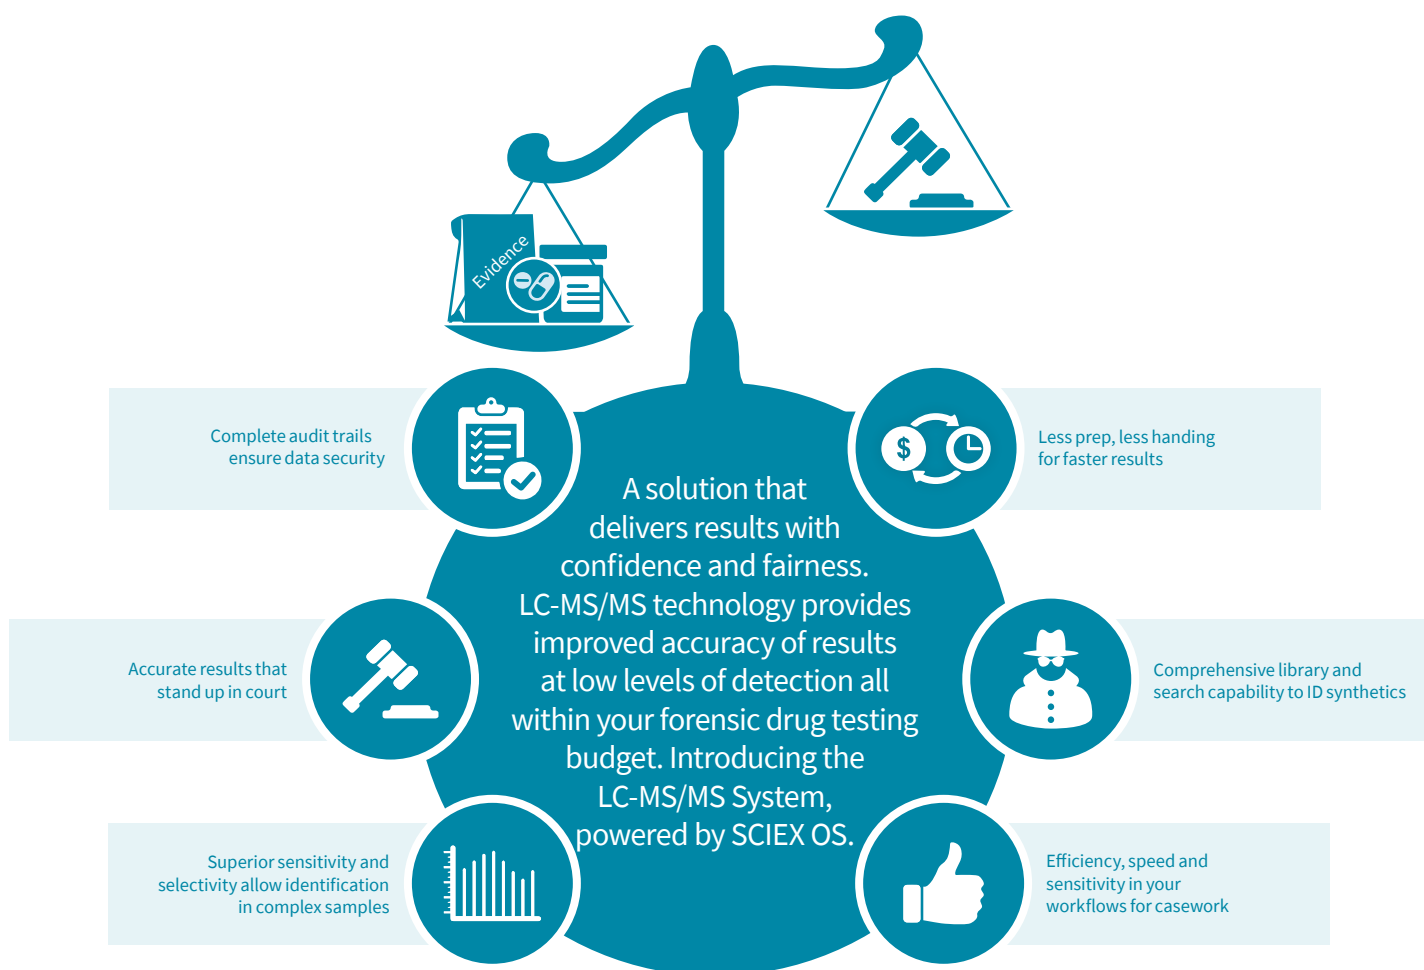 Evidence
Complete audit trails
ensure data security
Accurate results that
stand up in court
Superior sensitivity and
selectivity allow identification
in complex samples
A solution that
delivers results with
confidence and fairness.
LC-MS/MS technology provides
improved accuracy of results
at low levels of detection all
within your forensic drug testing
budget. Introducing the
LC-MS/MS System,
powered by SCIEX OS.
$
Less prep, less handing
for faster results
Comprehensive library and
search capability to ID synthetics
Efficiency, speed and
sensitivity in your
workflows for casework